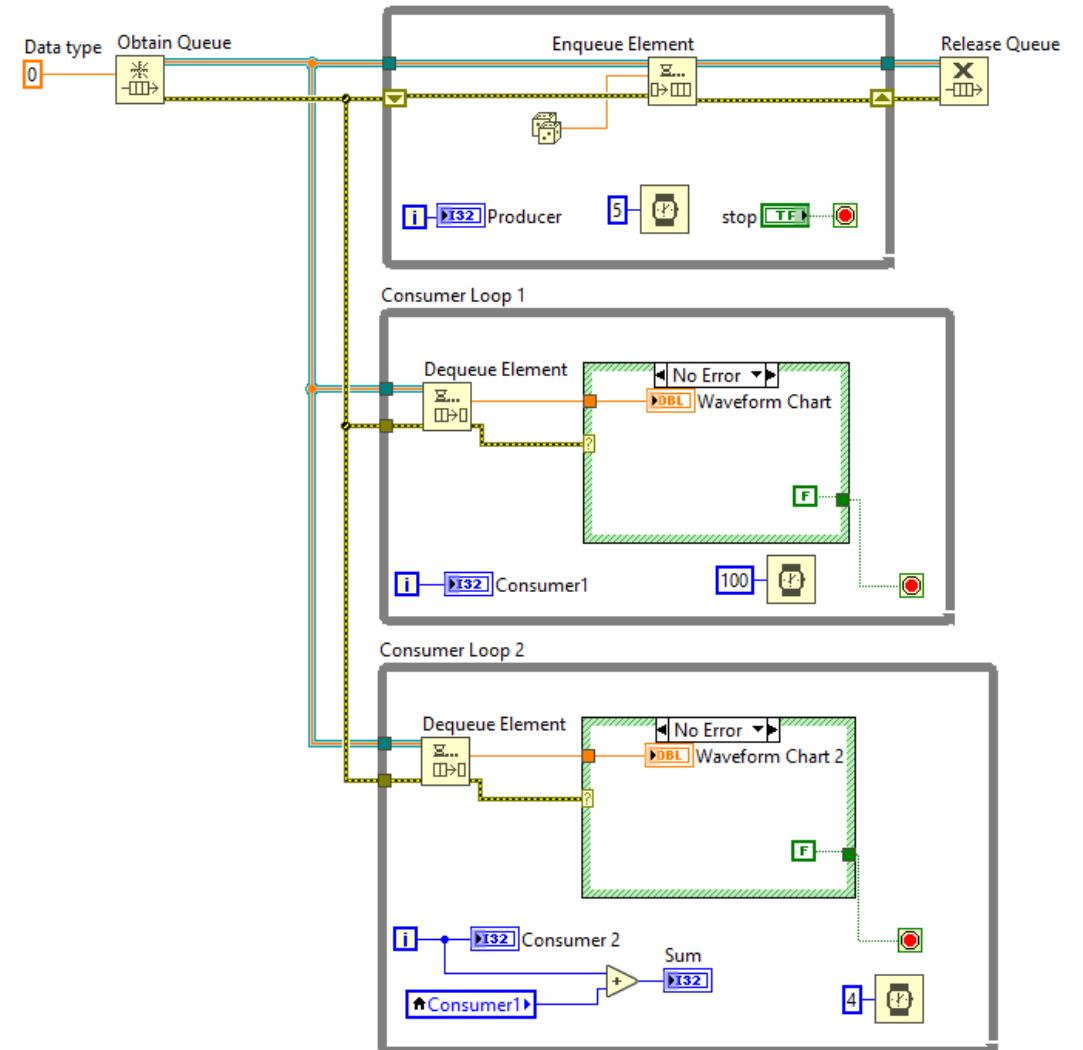 Data type
Obtain Queue
Enqueue Element
Release Queue
0
i
I32
Producer
5
stop
TF
Consumer Loop 1
Dequeue Element
No Error
DBL
Waveform Chart
?
F
i
I32
Consumer1
100
Consumer Loop 2
Dequeue Element
No Error
DBL
Waveform Chart 2
?
F
i
I32
Consumer 2
Sum
+
I32
Consumer1
4